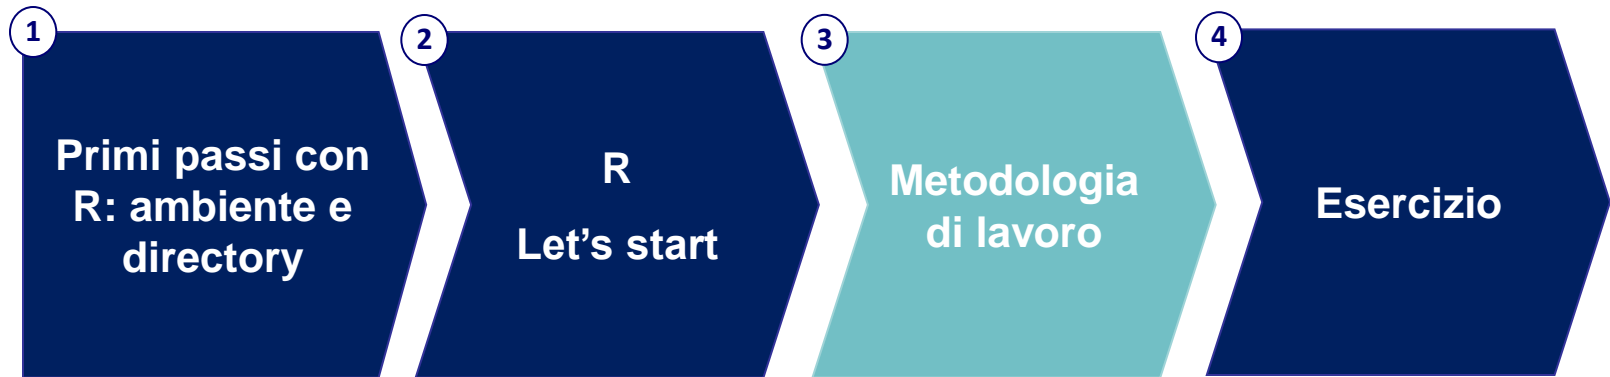 1
Primi passi con
R: ambiente e
directory
2
R
Let’s start
3
Metodologia
di lavoro
4
Esercizio